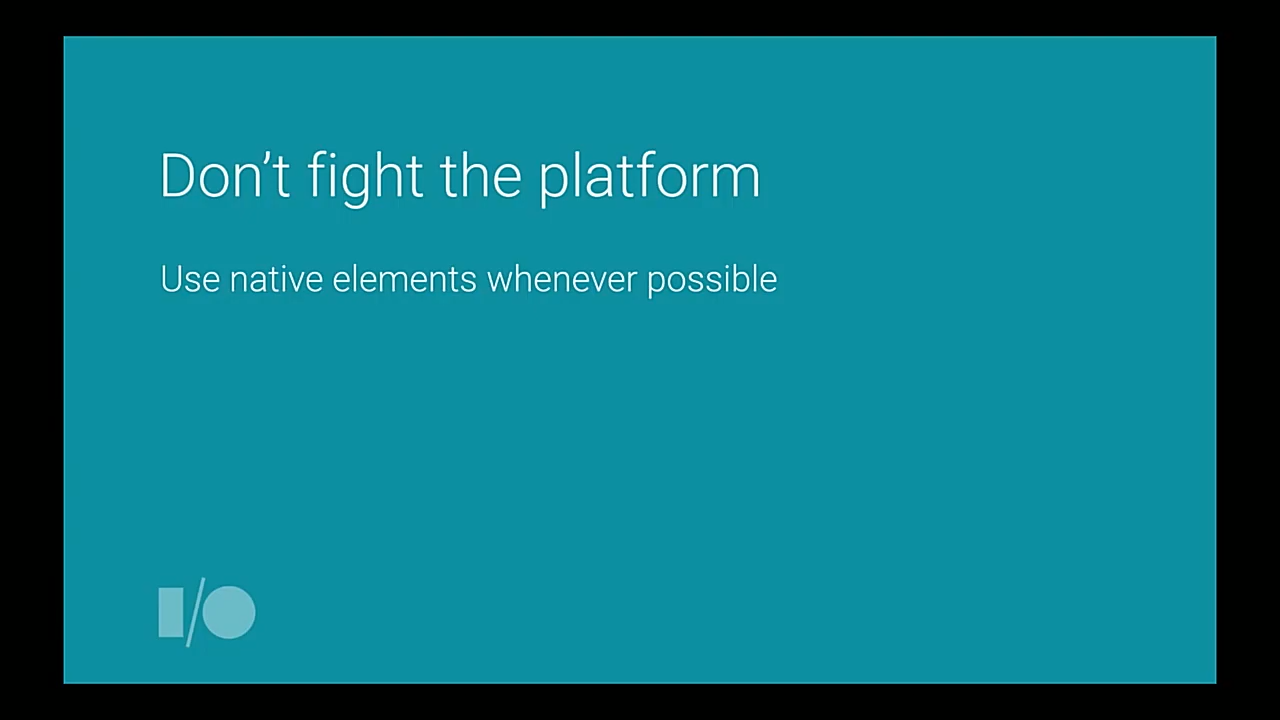 Don’t fight the platform
Use native elements whenever possible
I/O